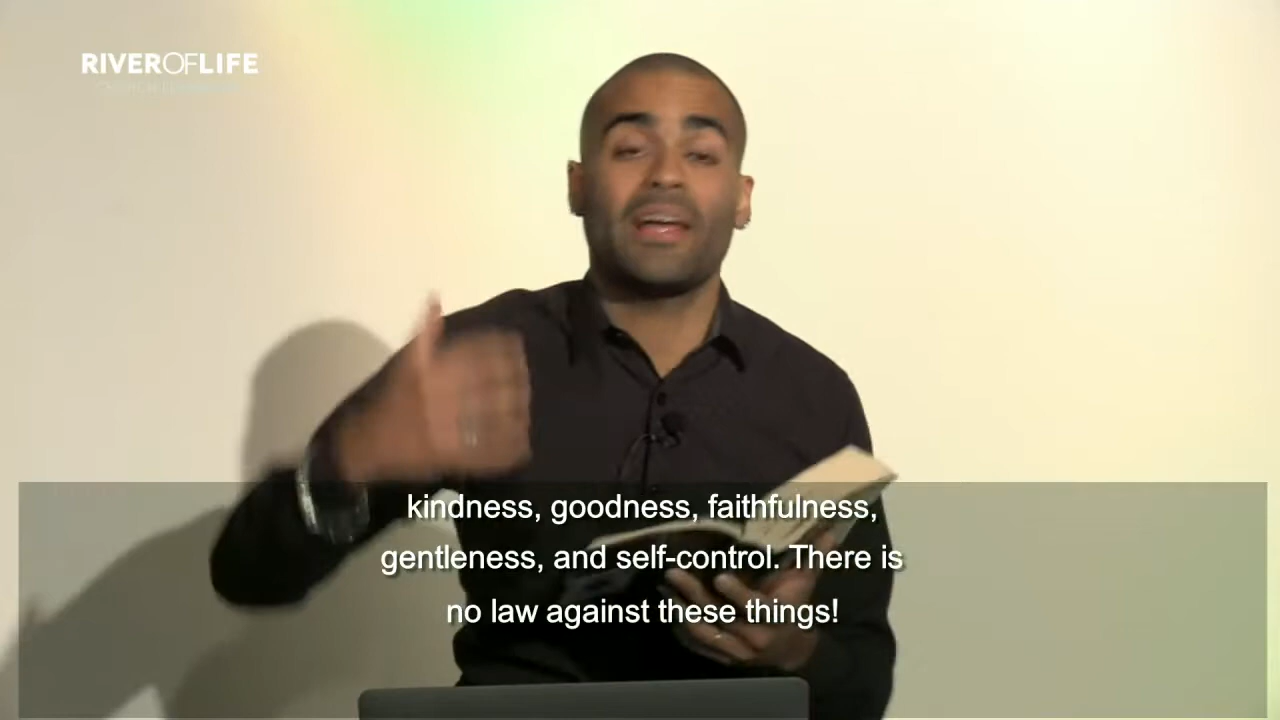 RIVEROFLIFE
kindness, goodness, faithfulness,
gentleness, and self-control. There is
no law against these things!